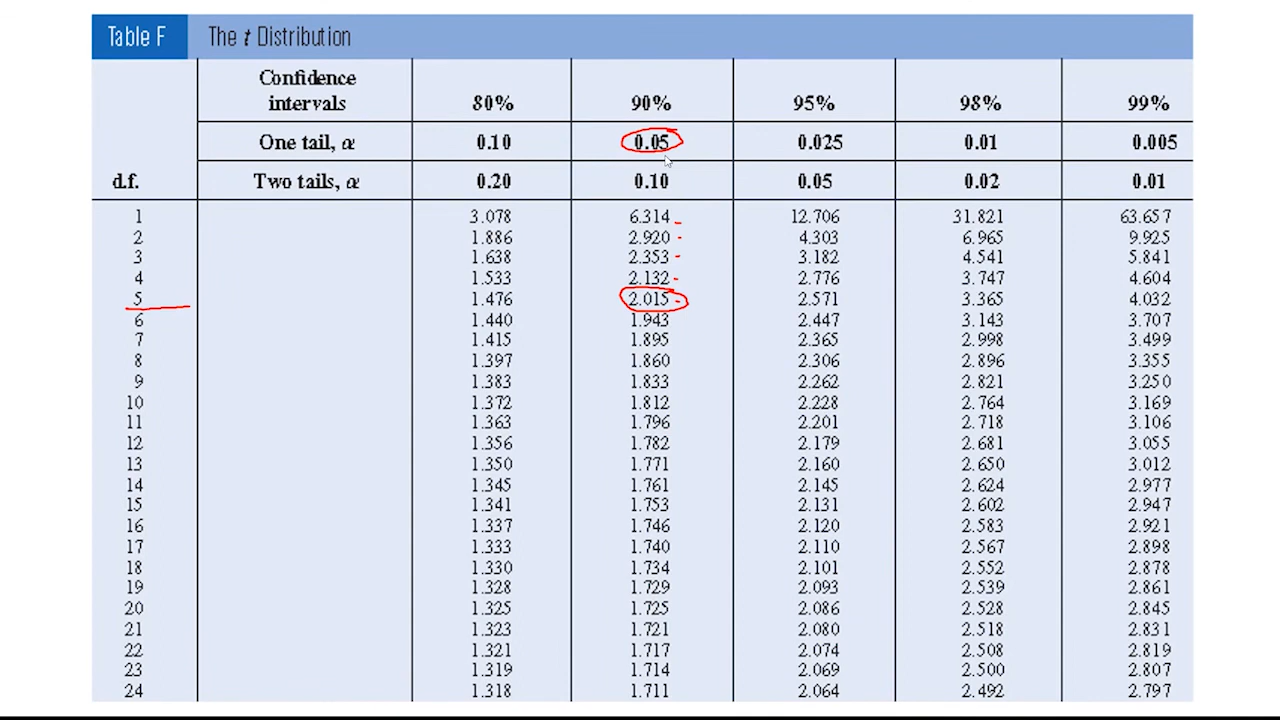 Table F The t Distribution
Confidence intervals 80% 90% 95% 98% 99%
One tail, α 0.10 0.05 0.025 0.01 0.005
d.f. Two tails, α 0.20 0.10 0.05 0.02 0.01
1 3.078 6.314 12.706 31.821 63.657
2 1.886 2.920 4.303 6.965 9.925
3 1.638 2.353 3.182 4.541 5.841
4 1.533 2.132 2.776 3.747 4.604
5 1.476 2.015 2.571 3.365 4.032
6 1.440 1.943 2.447 3.143 3.707
7 1.415 1.895 2.365 2.998 3.499
8 1.397 1.860 2.306 2.896 3.355
9 1.383 1.833 2.262 2.821 3.250
10 1.372 1.812 2.228 2.764 3.169
11 1.363 1.796 2.201 2.718 3.106
12 1.356 1.782 2.179 2.681 3.055
13 1.350 1.771 2.160 2.650 3.012
14 1.345 1.761 2.145 2.624 2.977
15 1.341 1.753 2.131 2.602 2.947
16 1.337 1.746 2.120 2.583 2.921
17 1.333 1.740 2.110 2.567 2.898
18 1.330 1.734 2.101 2.552 2.878
19 1.328 1.729 2.093 2.539 2.861
20 1.325 1.725 2.086 2.528 2.845
21 1.323 1.721 2.080 2.518 2.831
22 1.321 1.717 2.074 2.508 2.819
23 1.319 1.714 2.069 2.500 2.807
24 1.318 1.711 2.064 2.492 2.797